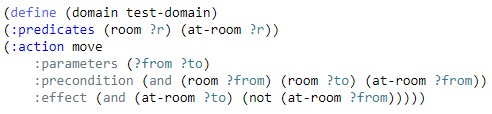 (define (domain test-domain)
(:predicates (room ?r) (at-room ?r))
(:action move
    :parameters (?from ?to)
    :precondition (and (room ?from) (room ?to) (at-room ?from))
    :effect (and (at-room ?to) (not (at-room ?from)))))